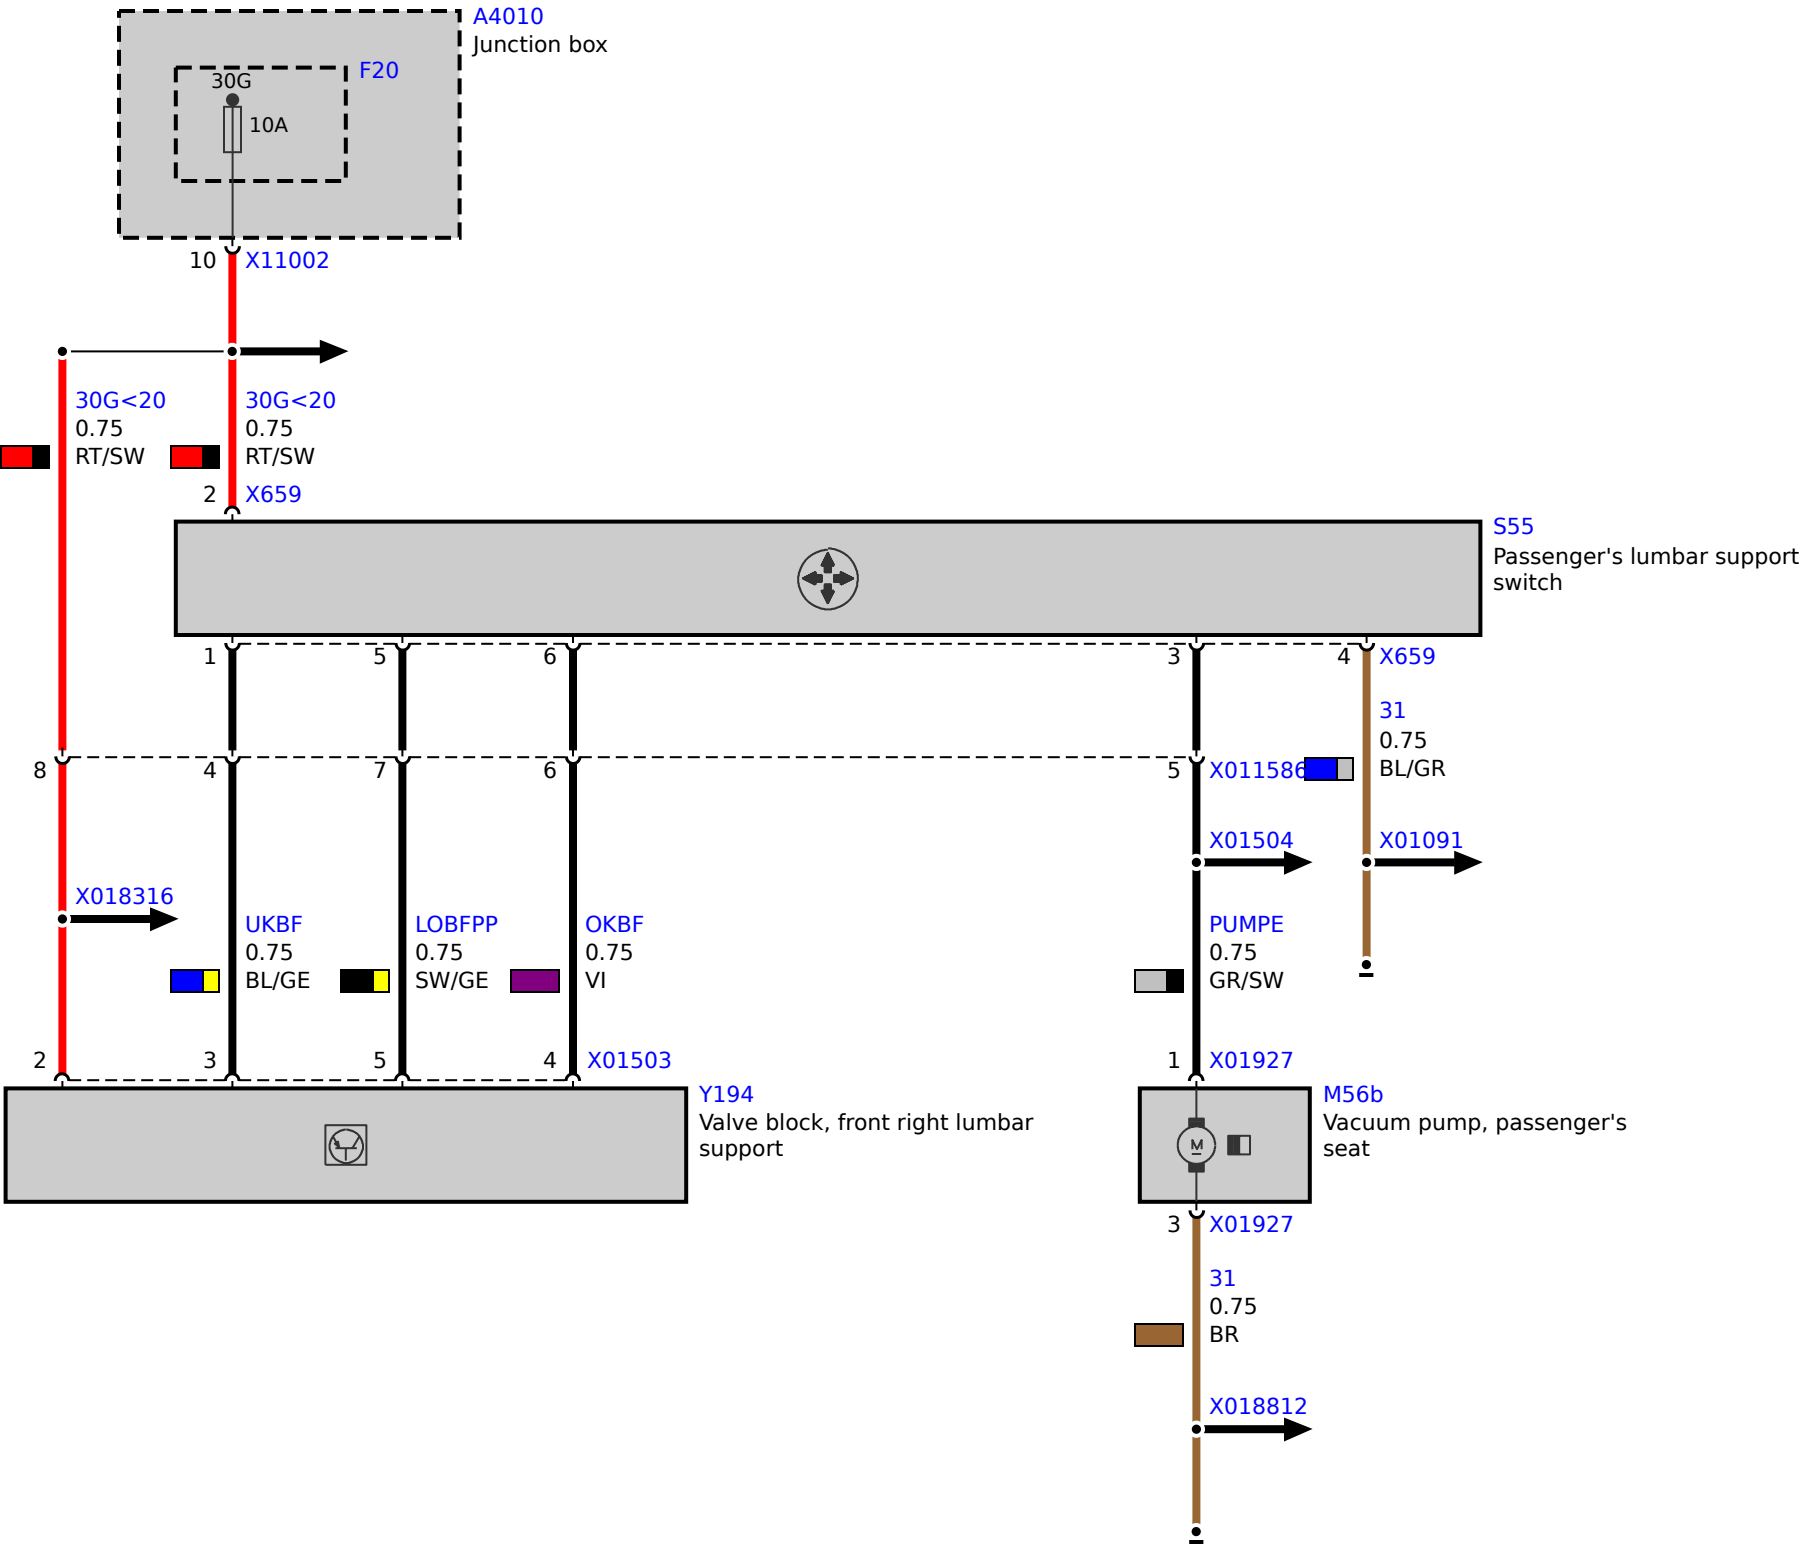 A4010
Junction box
F20
30G
10A
10 X11002
30G<20 30G<20
0.75 0.75
RT/SW RT/SW
2 X659
S55
Passenger's lumbar support
switch
1 5 6 3 4 X659
31
0.75
BL/GR
8 4 7 6 5 X011586
X01504 X01091
X018316
UKBF LOBFPP OKBF PUMPE
0.75 0.75 0.75 0.75
BL/GE SW/GE VI GR/SW
2 3 5 4 X01503 1 X01927
Y194
Valve block, front right lumbar
support
M56b
Vacuum pump, passenger's
seat
M
3 X01927
31
0.75
BR
X018812